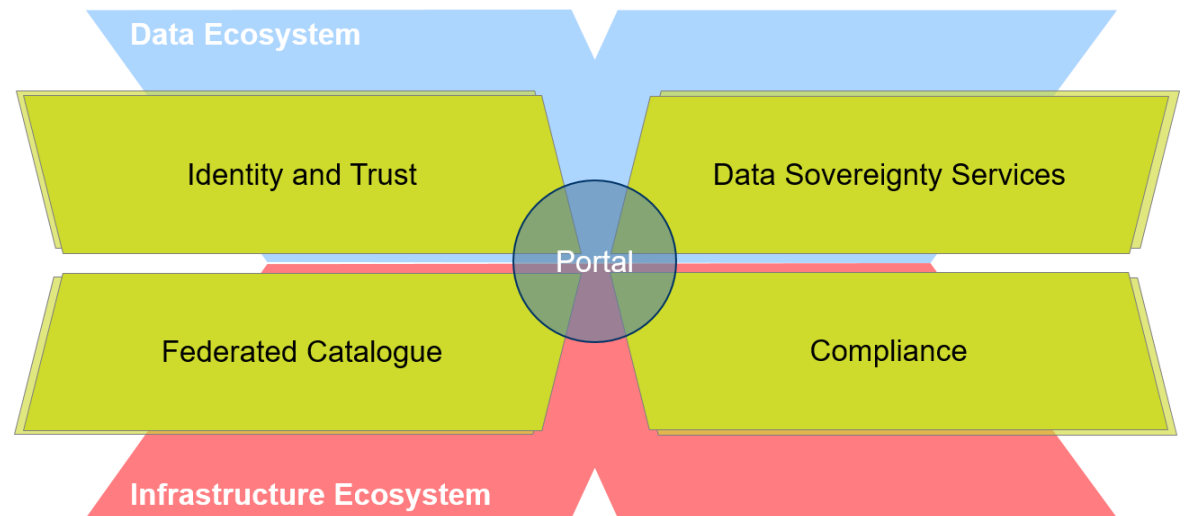 Data Ecosystem
Identity and Trust
Data Sovereignty Services
Portal
Federated Catalogue
Compliance
Infrastructure Ecosystem